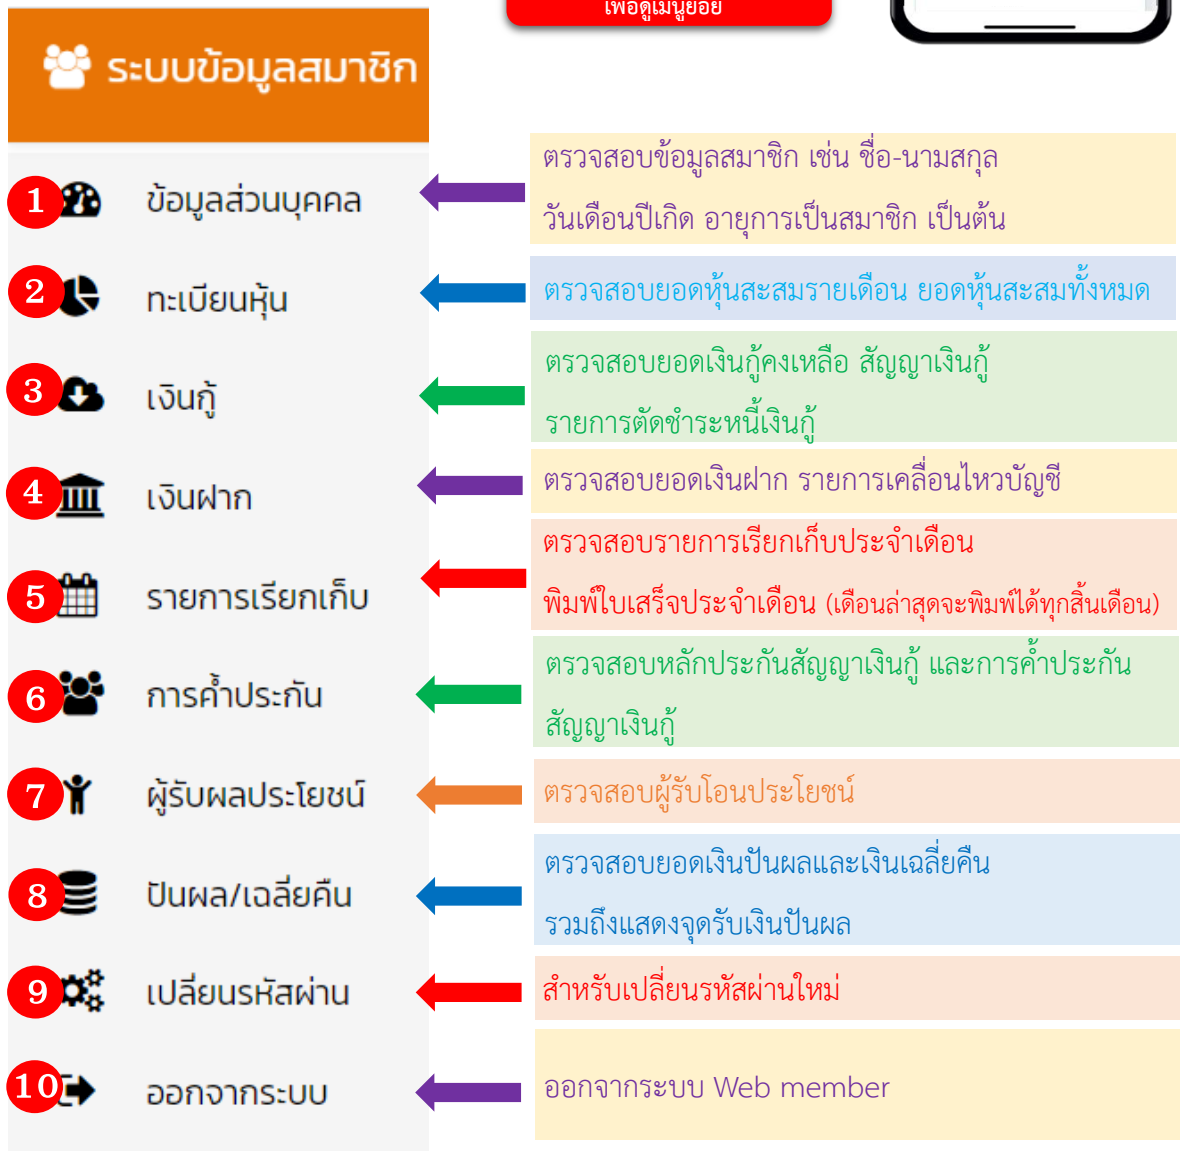 เพื่อดูเมนูย่อย
ระบบข้อมูลสมาชิก
1 ข้อมูลส่วนบุคคล
ตรวจสอบข้อมูลสมาชิก เช่น ชื่อ-นามสกุล
วันเดือนปีเกิด อายุการเป็นสมาชิก เป็นต้น
2 ทะเบียนหุ้น
ตรวจสอบยอดหุ้นสะสมรายเดือน ยอดหุ้นสะสมทั้งหมด
3 เงินกู้
ตรวจสอบยอดเงินกู้คงเหลือ สัญญาเงินกู้
รายการตัดชำระหนี้เงินกู้
4 เงินฝาก
ตรวจสอบยอดเงินฝาก รายการเคลื่อนไหวบัญชี
5 รายการเรียกเก็บ
ตรวจสอบรายการเรียกเก็บประจำเดือน
พิมพ์ใบเสร็จประจำเดือน (เดือนล่าสุดจะพิมพ์ได้ทุกสิ้นเดือน)
6 การค้ำประกัน
ตรวจสอบหลักประกันสัญญาเงินกู้ และการค้ำประกัน
สัญญาเงินกู้
7 ผู้รับผลประโยชน์
ตรวจสอบผู้รับโอนประโยชน์
8 ปันผล/เฉลี่ยคืน
ตรวจสอบยอดเงินปันผลและเงินเฉลี่ยคืน
รวมถึงแสดงจุดรับเงินปันผล
9 เปลี่ยนรหัสผ่าน
สำหรับเปลี่ยนรหัสผ่านใหม่
10 ออกจากระบบ
ออกจากระบบ Web member